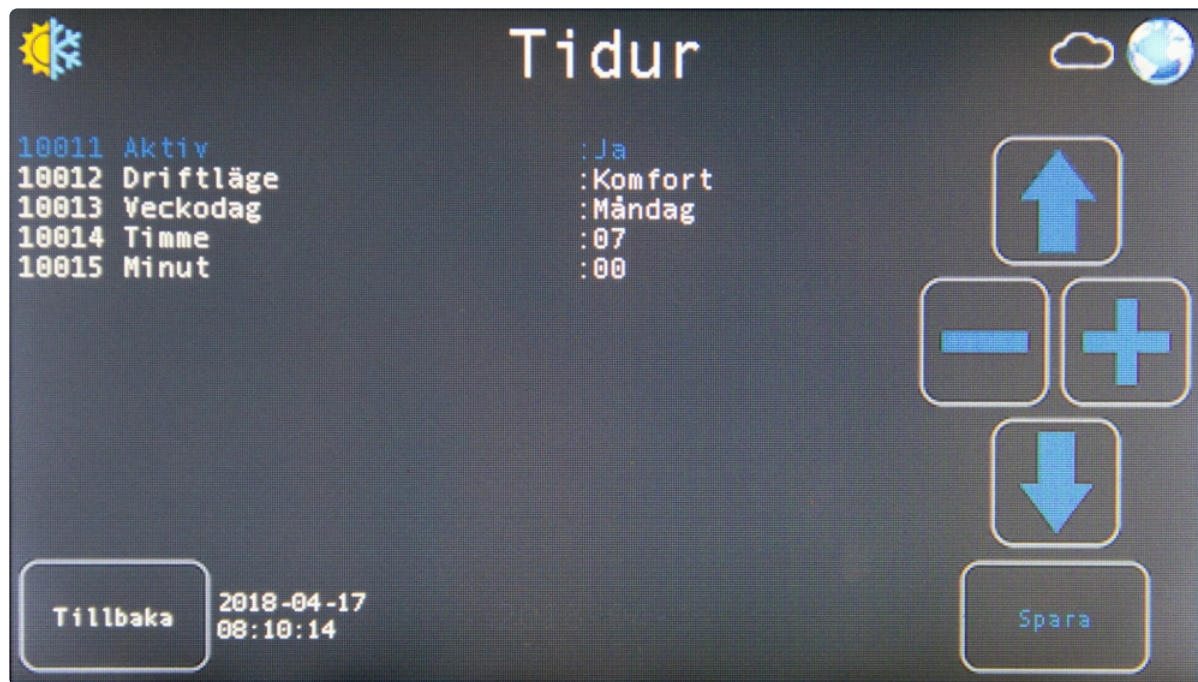 Tidur
10011 Aktiv :Ja
10012 Driftläge :Komfort
10013 Veckodag :Måndag
10014 Timme :07
10015 Minut :00
Tillbaka
2018-04-17
08:10:14
Spara